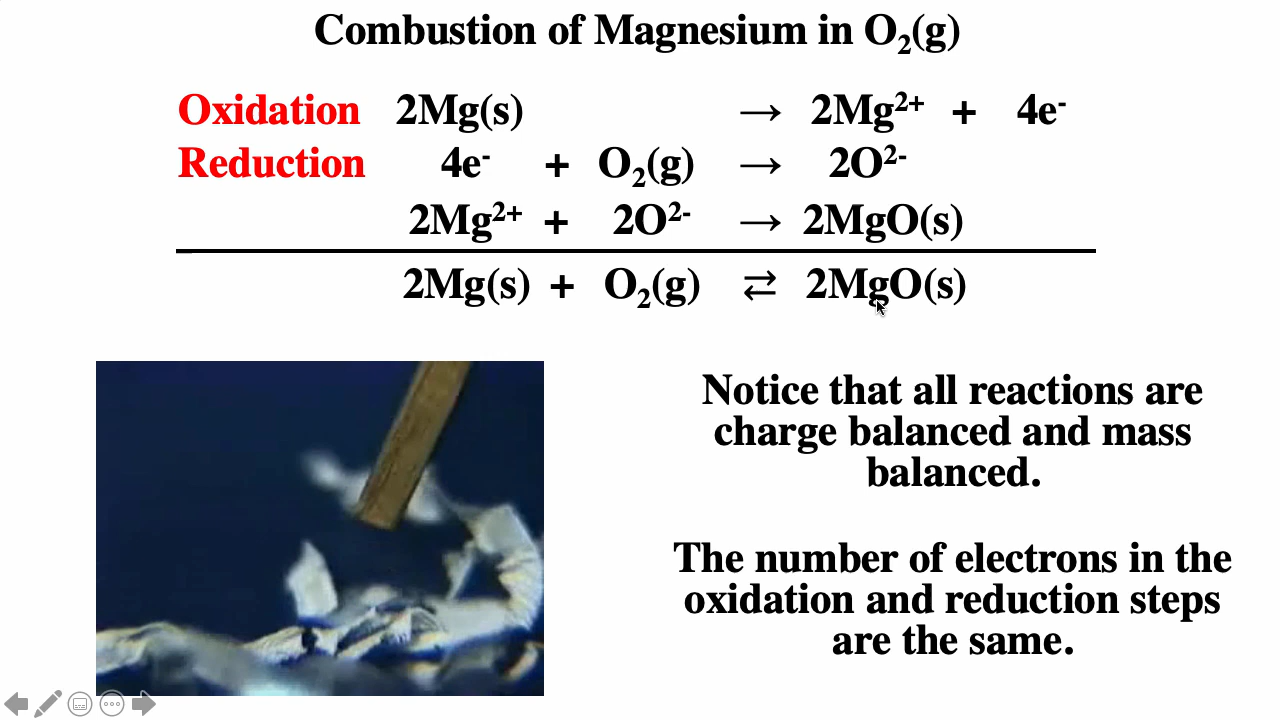 Combustion of Magnesium in O₂(g)
Oxidation 2Mg(s) → 2Mg²⁺ + 4e⁻
Reduction 4e⁻ + O₂(g) → 2O²⁻
2Mg²⁺ + 2O²⁻ → 2MgO(s)
2Mg(s) + O₂(g) ⇄ 2MgO(s)
Notice that all reactions are
charge balanced and mass
balanced.
The number of electrons in the
oxidation and reduction steps
are the same.